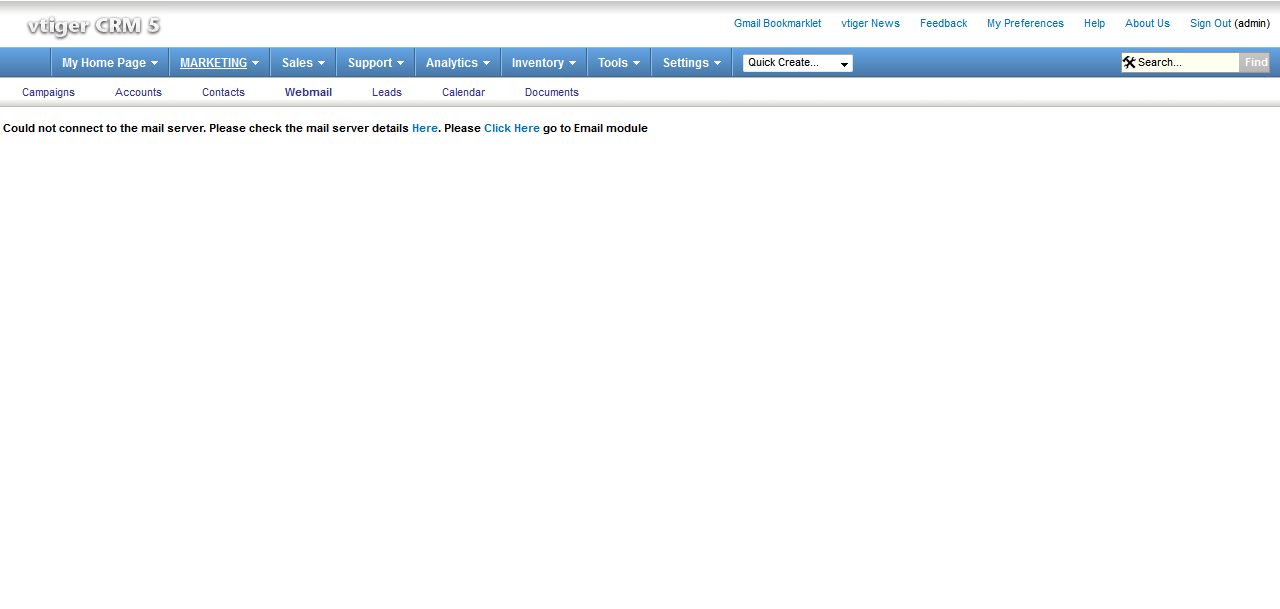 vtiger CRM 5
Gmail Bookmarklet vtiger News Feedback My Preferences Help About Us Sign Out (admin)
My Home Page MARKETING Sales Support Analytics Inventory Tools Settings Quick Create... Search... Find
Campaigns Accounts Contacts Webmail Leads Calendar Documents
Could not connect to the mail server. Please check the mail server details Here. Please Click Here go to Email module